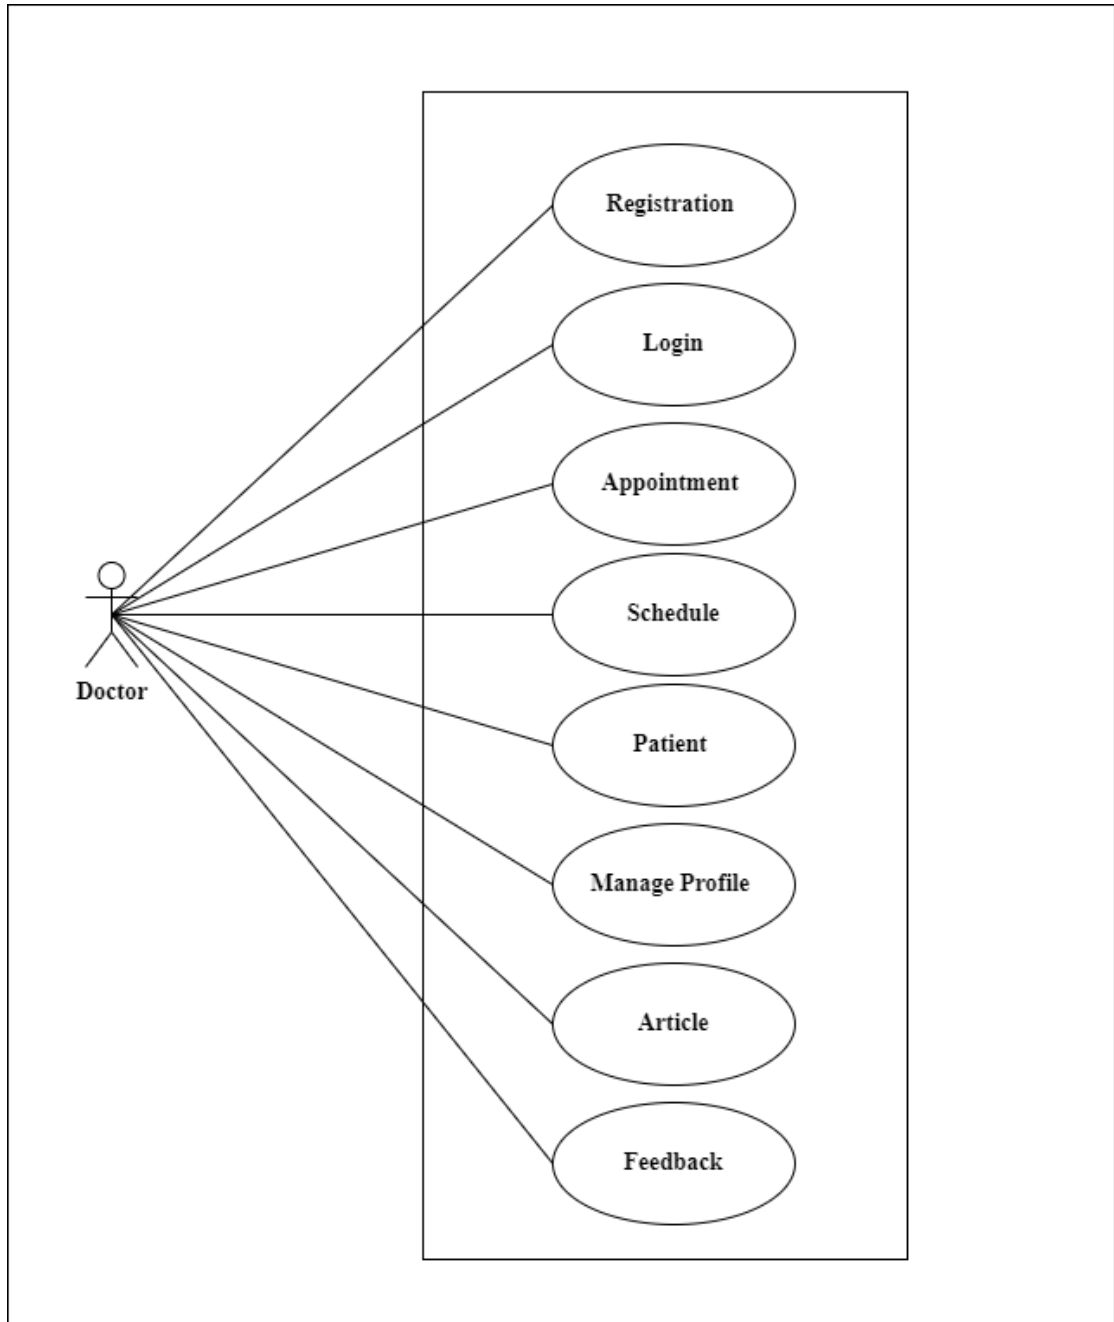 Registration
Login
Appointment
Schedule
Doctor
Patient
Manage Profile
Article
Feedback